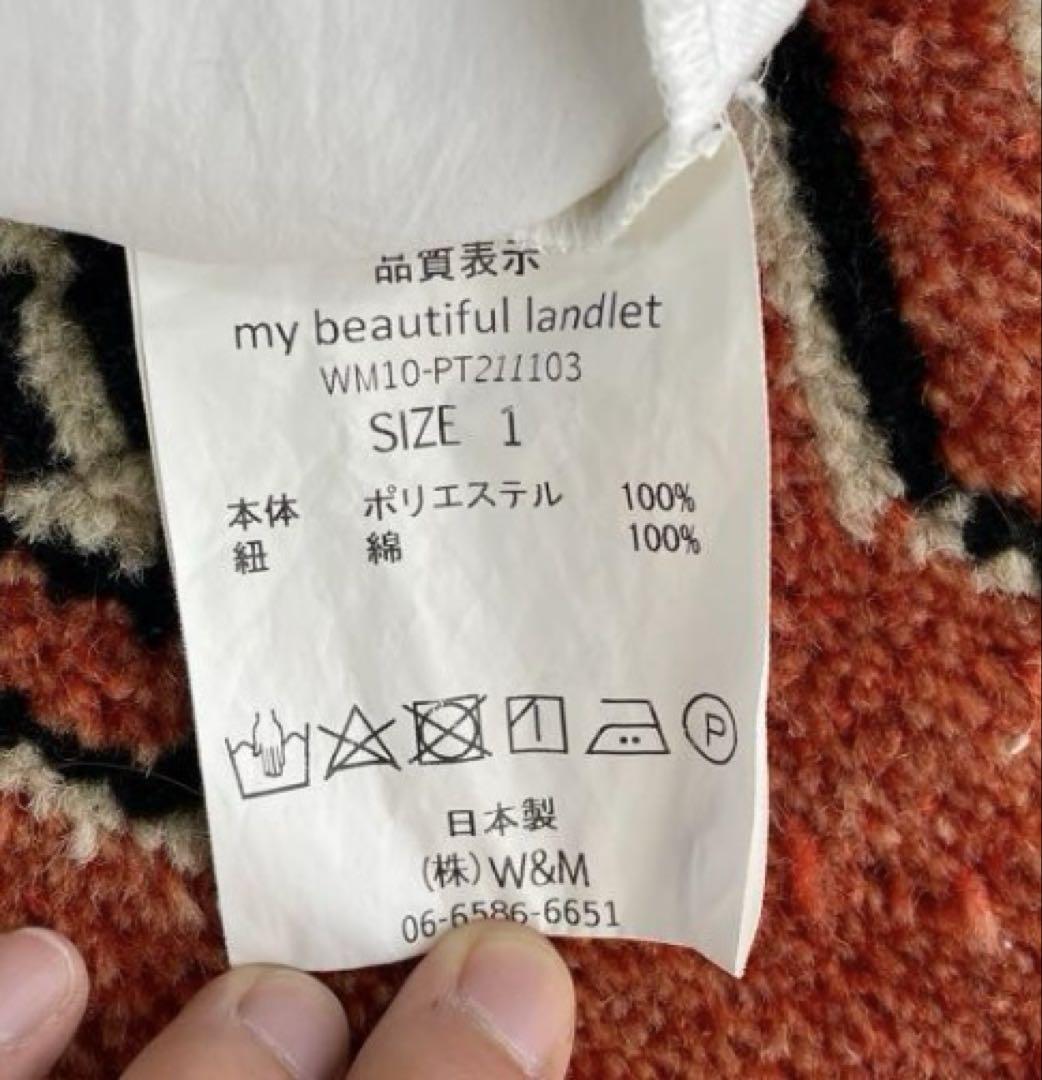 品質表示
my beautiful landlet
WM10-PT211103
SIZE 1
本体 ポリエステル 100%
紐 綿 100%
P
日本製
(株)W&M
06-6586-6651